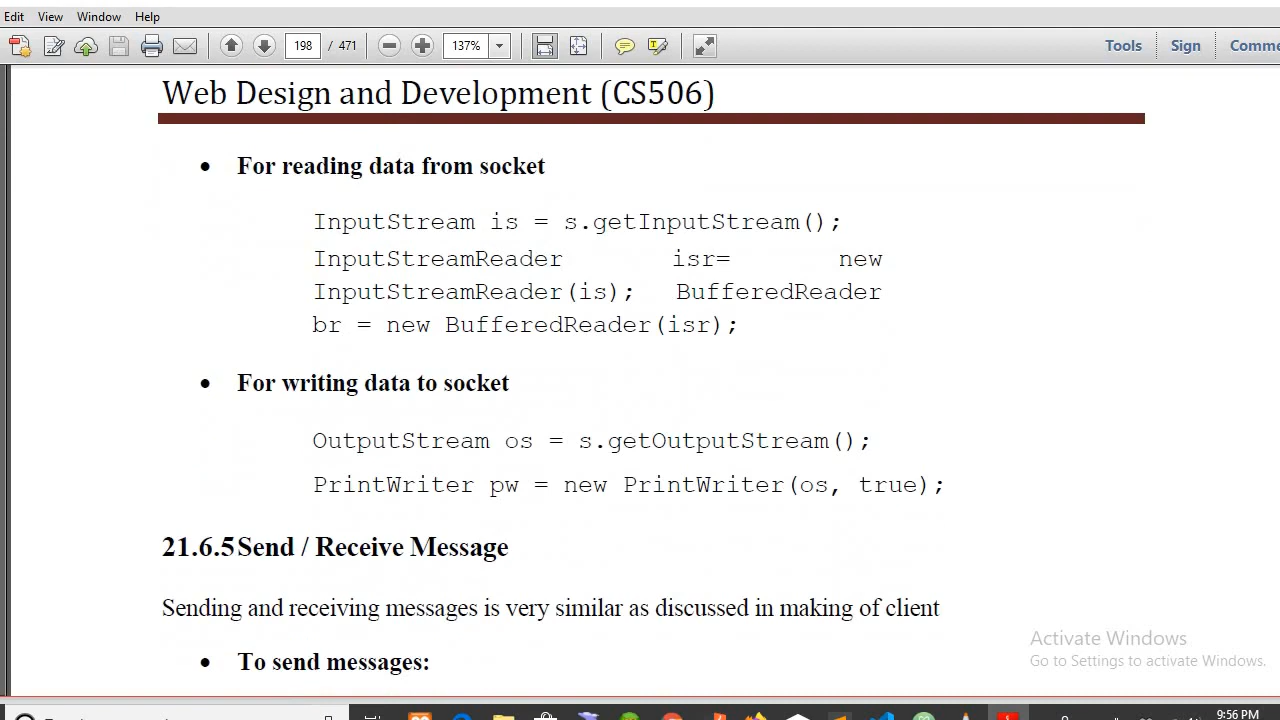 Edit View Window Help
198 / 471 137% Tools Sign Comme
Web Design and Development (CS506)
• For reading data from socket
InputStream is = s.getInputStream();
InputStreamReader isr= new
InputStreamReader(is); BufferedReader
br = new BufferedReader(isr);
• For writing data to socket
OutputStream os = s.getOutputStream();
PrintWriter pw = new PrintWriter(os, true);
21.6.5Send / Receive Message
Sending and receiving messages is very similar as discussed in making of client
Activate Windows
Go to Settings to activate Windows.
• To send messages:
9:56 PM